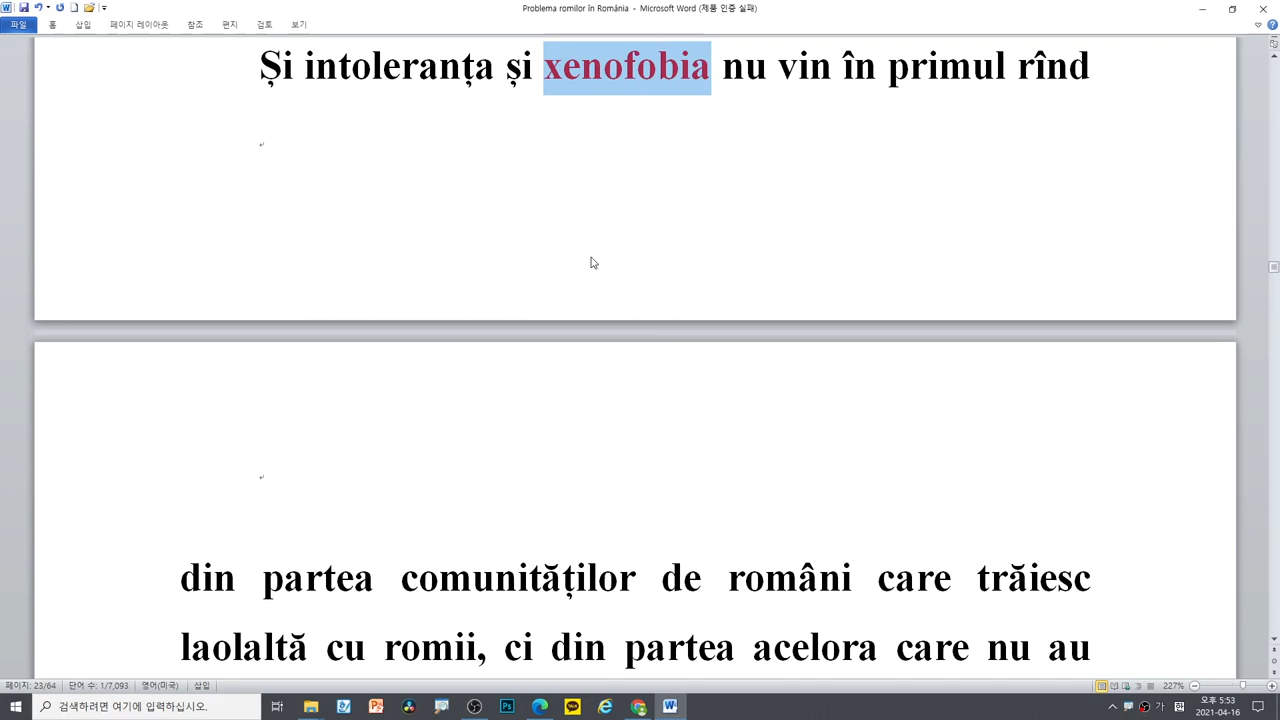 Problema romilor în România - Microsoft Word (제품 인증 실패)
파일 홈 삽입 페이지 레이아웃 참조 편지 검토 보기
Și intoleranța și xenofobia nu vin în primul rînd
din partea comunităților de români care trăiesc
laolaltă cu romii, ci din partea acelora care nu au
페이지: 23/64 단어 수: 1/7,093 영어(미국) 삽입 227%
검색하려면 여기에 입력하십시오.
가
오후 5:53
2021-04-16